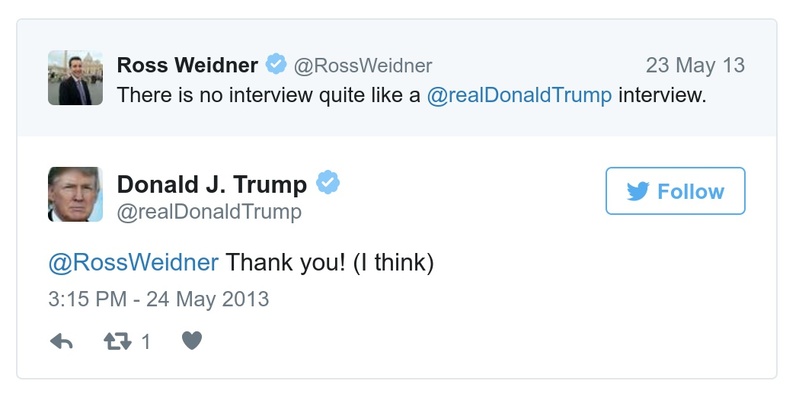 Ross Weidner @RossWeidner 23 May 13
There is no interview quite like a @realDonaldTrump interview.
Donald J. Trump
@realDonaldTrump
Follow
@RossWeidner Thank you! (I think)
3:15 PM - 24 May 2013
1